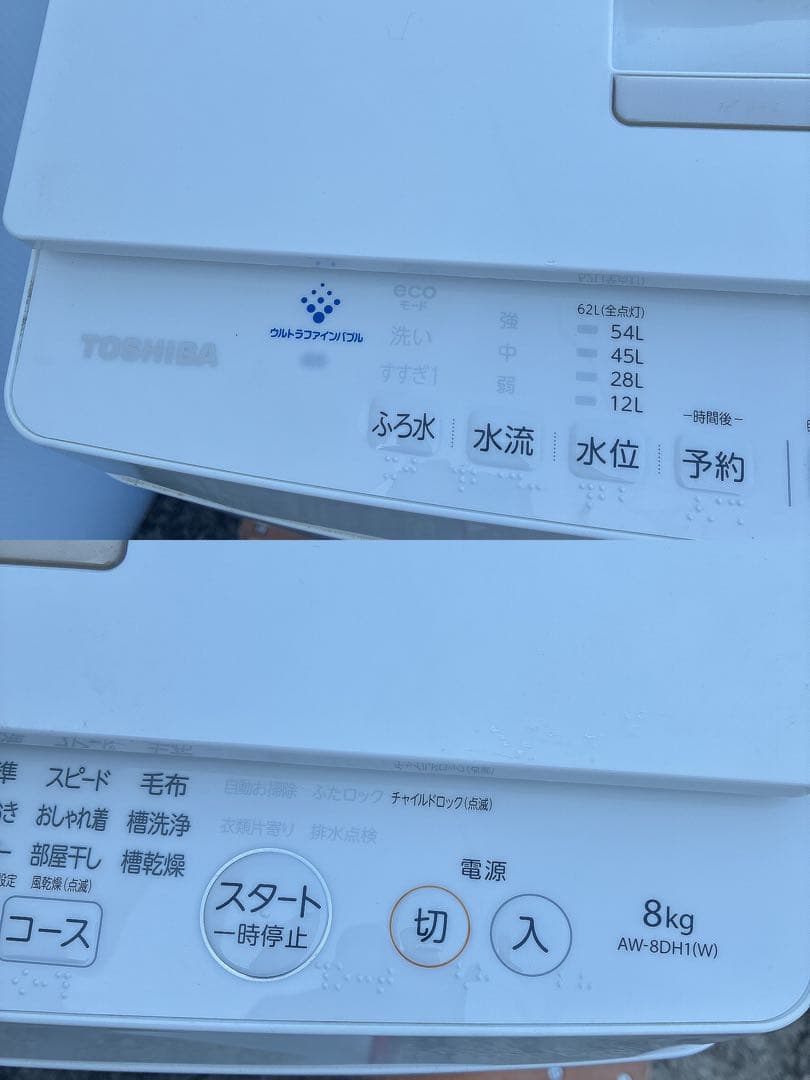 eco
モード
62L(全点灯)
ウルトラファインバブル
洗い
強
54L
TOSHIBA
中
45L
すすぎ1
弱
28L
12L
ふろ水
水流
水位
−時間後−
予約
準
スピード
毛布
自動お掃除
ふたロック
チャイルドロック(点滅)
おしゃれ着
槽洗浄
衣類片寄り
排水点検
部屋干し
槽乾燥
設定
風乾燥(点滅)
コース
スタート
一時停止
電源
切
入
8kg
AW-8DH1(W)